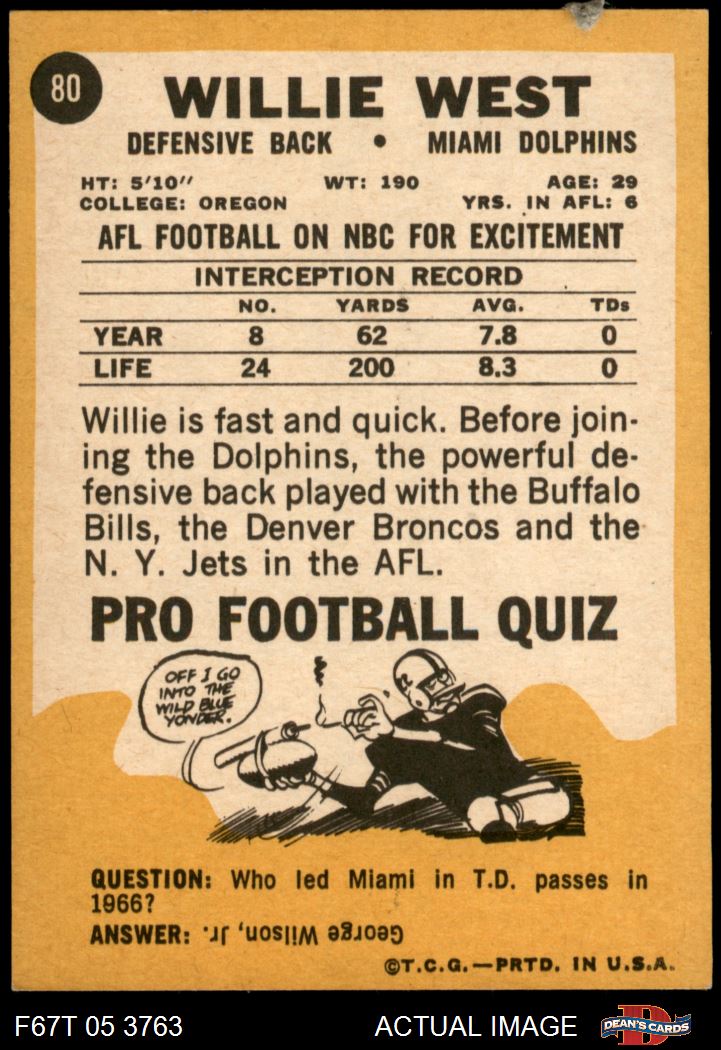 80
WILLIE WEST
DEFENSIVE BACK • MIAMI DOLPHINS
HT: 5'10" WT: 190 AGE: 29
COLLEGE: OREGON YRS. IN AFL: 6
AFL FOOTBALL ON NBC FOR EXCITEMENT
INTERCEPTION RECORD
NO. YARDS AVG. TDs
YEAR 8 62 7.8 0
LIFE 24 200 8.3 0
Willie is fast and quick. Before join-
ing the Dolphins, the powerful de-
fensive back played with the Buffalo
Bills, the Denver Broncos and the
N. Y. Jets in the AFL.
PRO FOOTBALL QUIZ
OFF I GO
INTO THE
WILD BLUE
YONDER.
QUESTION: Who led Miami in T.D. passes in
1966?
ANSWER: George Wilson, Jr.
©T.C.G.—PRTD. IN U.S.A.
F67T 05 3763 ACTUAL IMAGE
D
DEAN'S CARDS